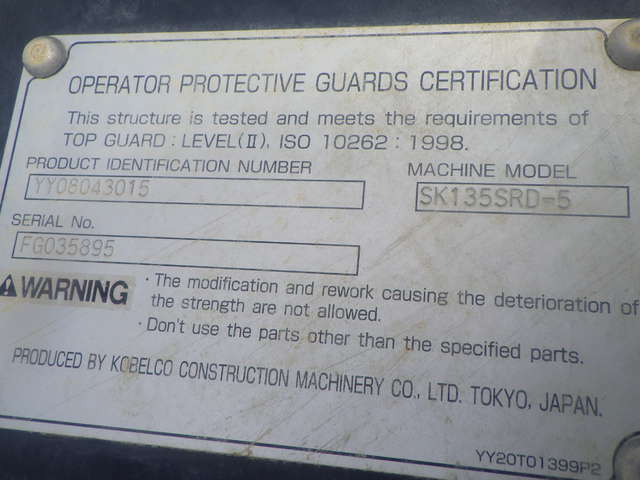 OPERATOR PROTECTIVE GUARDS CERTIFICATION
This structure is tested and meets the requirements of
TOP GUARD : LEVEL(Ⅱ), ISO 10262 : 1998.
PRODUCT IDENTIFICATION NUMBER
YY08043015
MACHINE MODEL
SK135SRD-5
SERIAL No.
FG035895
WARNING
· The modification and rework causing the deterioration of
the strength are not allowed.
· Don't use the parts other than the specified parts.
PRODUCED BY KOBELCO CONSTRUCTION MACHINERY CO., LTD. TOKYO, JAPAN.
YY20T01399P2